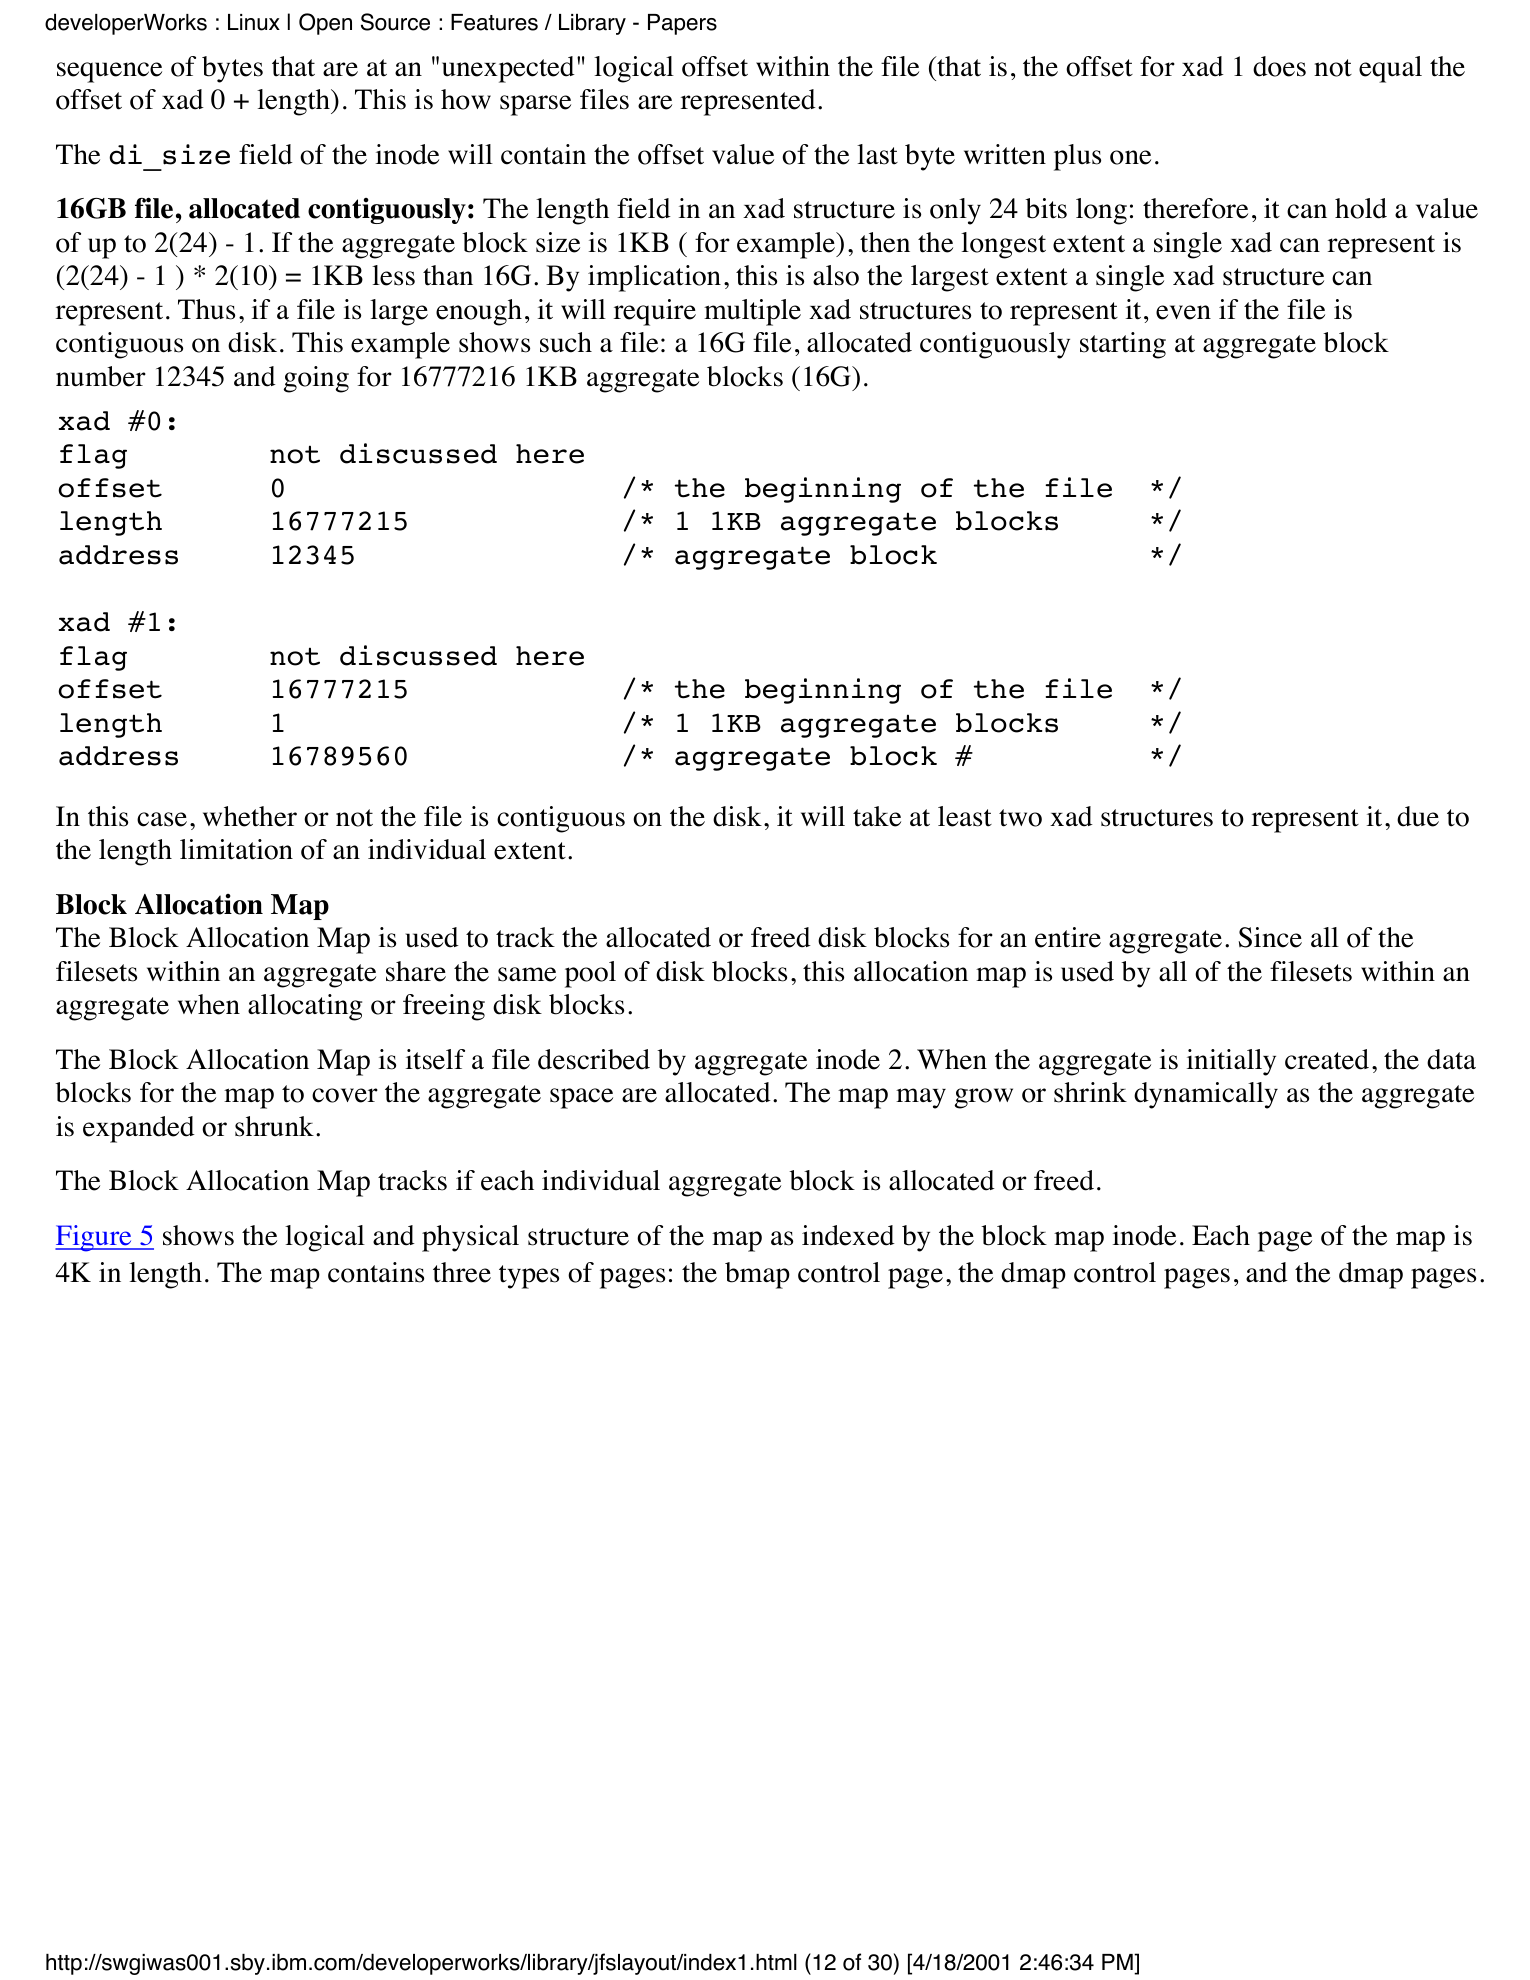 developerWorks : Linux | Open Source : Features / Library - Papers
sequence of bytes that are at an "unexpected" logical offset within the file (that is, the offset for xad 1 does not equal the
offset of xad 0 + length). This is how sparse files are represented.
The di_size field of the inode will contain the offset value of the last byte written plus one.
16GB file, allocated contiguously: The length field in an xad structure is only 24 bits long: therefore, it can hold a value
of up to 2(24) - 1. If the aggregate block size is 1KB ( for example), then the longest extent a single xad can represent is
(2(24) - 1 ) * 2(10) = 1KB less than 16G. By implication, this is also the largest extent a single xad structure can
represent. Thus, if a file is large enough, it will require multiple xad structures to represent it, even if the file is
contiguous on disk. This example shows such a file: a 16G file, allocated contiguously starting at aggregate block
number 12345 and going for 16777216 1KB aggregate blocks (16G).
xad #0:
flag not discussed here
offset 0 /* the beginning of the file */
length 16777215 /* 1 1KB aggregate blocks */
address 12345 /* aggregate block */
xad #1:
flag not discussed here
offset 16777215 /* the beginning of the file */
length 1 /* 1 1KB aggregate blocks */
address 16789560 /* aggregate block # */
In this case, whether or not the file is contiguous on the disk, it will take at least two xad structures to represent it, due to
the length limitation of an individual extent.
Block Allocation Map
The Block Allocation Map is used to track the allocated or freed disk blocks for an entire aggregate. Since all of the
filesets within an aggregate share the same pool of disk blocks, this allocation map is used by all of the filesets within an
aggregate when allocating or freeing disk blocks.
The Block Allocation Map is itself a file described by aggregate inode 2. When the aggregate is initially created, the data
blocks for the map to cover the aggregate space are allocated. The map may grow or shrink dynamically as the aggregate
is expanded or shrunk.
The Block Allocation Map tracks if each individual aggregate block is allocated or freed.
Figure 5 shows the logical and physical structure of the map as indexed by the block map inode. Each page of the map is
4K in length. The map contains three types of pages: the bmap control page, the dmap control pages, and the dmap pages.
http://swgiwas001.sby.ibm.com/developerworks/library/jfslayout/index1.html (12 of 30) [4/18/2001 2:46:34 PM]